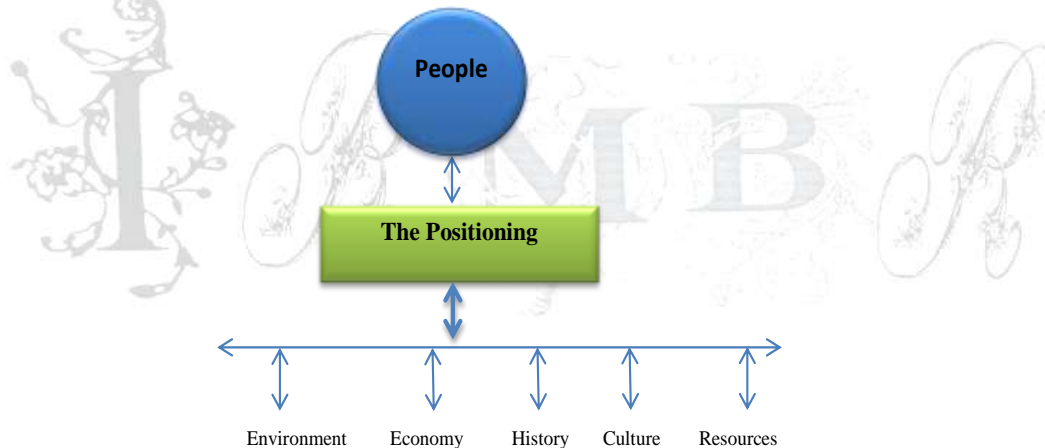 I B M B R
People
The Positioning
Environment Economy History Culture Resources